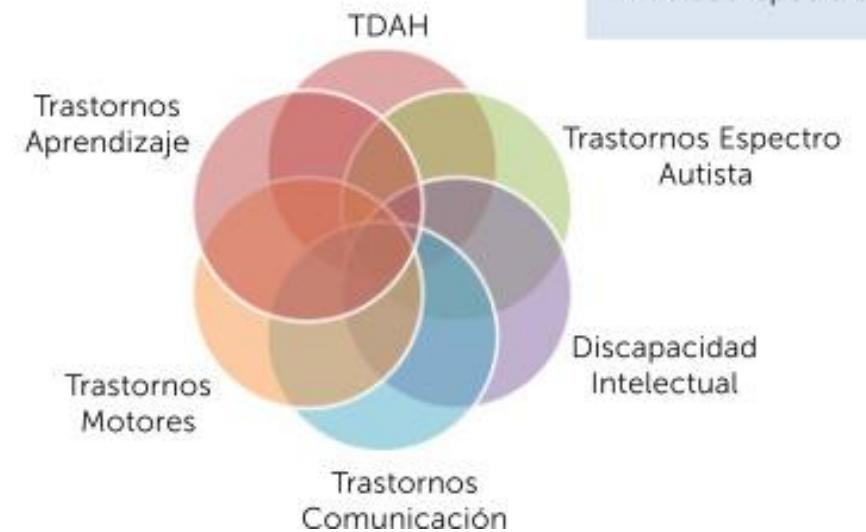 TDAH
Trastornos
Aprendizaje
Trastornos Espectro
Autista
Discapacidad
Intelectual
Trastornos
Motores
Trastornos
Comunicación